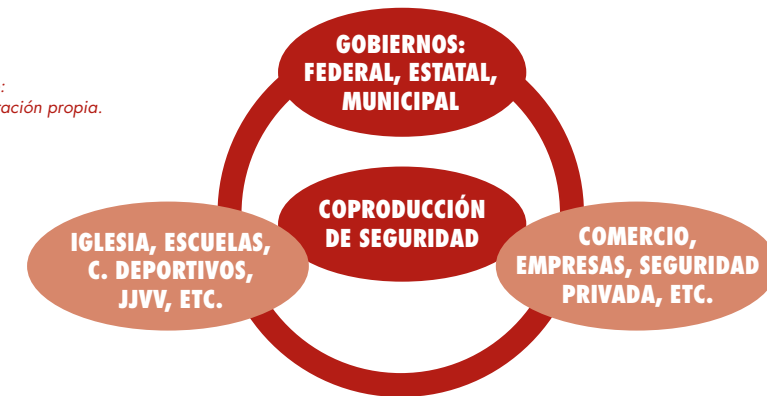 GOBIERNOS:
FEDERAL, ESTATAL,
MUNICIPAL
:
ación propia.
COPRODUCCIÓN
DE SEGURIDAD
IGLESIA, ESCUELAS,
C. DEPORTIVOS,
JJVV, ETC.
COMERCIO,
EMPRESAS, SEGURIDAD
PRIVADA, ETC.